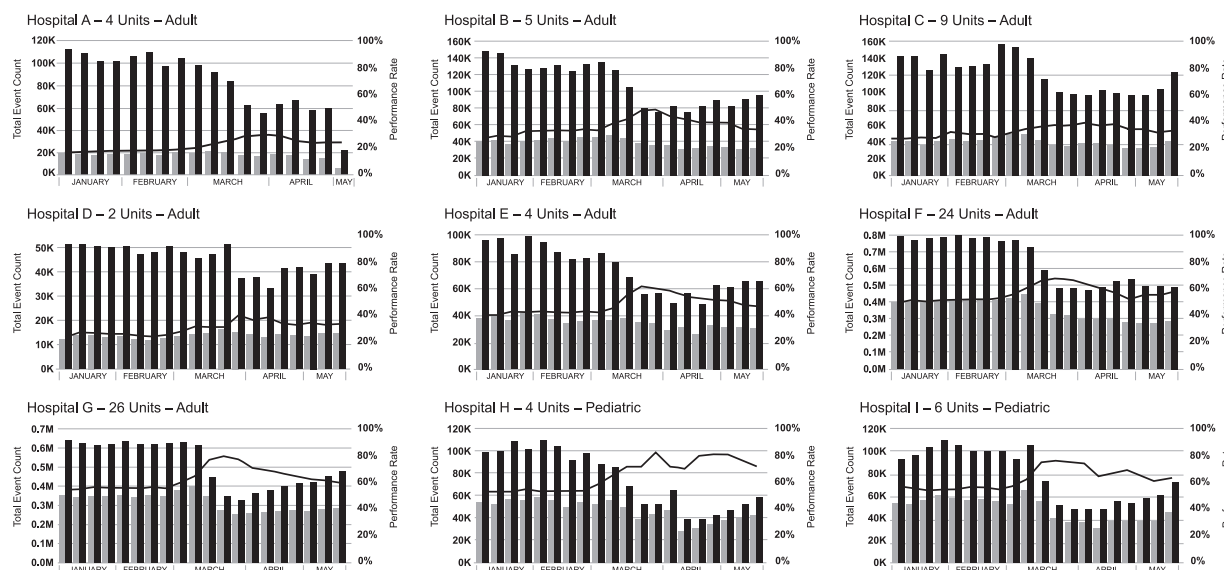 Hospital A – 4 Units – Adult
Total Event Count
120K
100K
80K
60K
40K
20K
0K
100%
80%
60%
40%
20%
0%
Performance Rate
JANUARY FEBRUARY MARCH APRIL MAY
Hospital B – 5 Units – Adult
Total Event Count
160K
140K
120K
100K
80K
60K
40K
20K
0K
100%
80%
60%
40%
20%
0%
Performance Rate
JANUARY FEBRUARY MARCH APRIL MAY
Hospital C – 9 Units – Adult
Total Event Count
160K
140K
120K
100K
80K
60K
40K
20K
0K
100%
80%
60%
40%
20%
0%
Performance Rate
JANUARY FEBRUARY MARCH APRIL MAY
Hospital D – 2 Units – Adult
Total Event Count
50K
40K
30K
20K
10K
0K
100%
80%
60%
40%
20%
0%
Performance Rate
JANUARY FEBRUARY MARCH APRIL MAY
Hospital E – 4 Units – Adult
Total Event Count
100K
80K
60K
40K
20K
0K
100%
80%
60%
40%
20%
0%
Performance Rate
JANUARY FEBRUARY MARCH APRIL MAY
Hospital F – 24 Units – Adult
Total Event Count
0.8M
0.6M
0.5M
0.4M
0.3M
0.2M
0.1M
0.0M
100%
80%
60%
40%
20%
0%
Performance Rate
JANUARY FEBRUARY MARCH APRIL MAY
Hospital G – 26 Units – Adult
Total Event Count
0.7M
0.6M
0.5M
0.4M
0.3M
0.2M
0.1M
0.0M
100%
80%
60%
40%
20%
0%
Performance Rate
JANUARY FEBRUARY MARCH APRIL MAY
Hospital H – 4 Units – Pediatric
Total Event Count
120K
100K
80K
60K
40K
20K
0K
100%
80%
60%
40%
20%
0%
Performance Rate
JANUARY FEBRUARY MARCH APRIL MAY
Hospital I – 6 Units – Pediatric
Total Event Count
120K
100K
80K
60K
40K
20K
0K
100%
80%
60%
40%
20%
0%
JANUARY FEBRUARY MARCH APRIL MAY